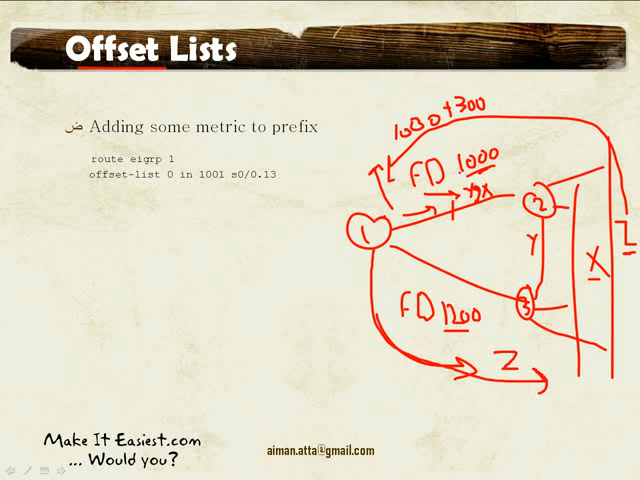 Offset Lists
ض Adding some metric to prefix
route eigrp 1
offset-list 0 in 1001 s0/0.13
1000+300
FD 1000
1
2
Y
X
Z
3
FD 1200
Z
Make It Easiest.com
... Would you?
aiman.atta@gmail.com